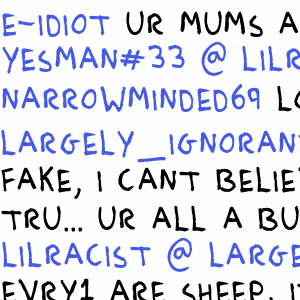 E-IDIOT UR MUMS A
YESMAN#33 @ LILR
NARROWMINDED69 LO
LARGELY_IGNORANT
FAKE, I CANT BELIE
TRU... UR ALL A BU
LILRACIST @ LARGE
EVRY1 ARE SHEEP. I